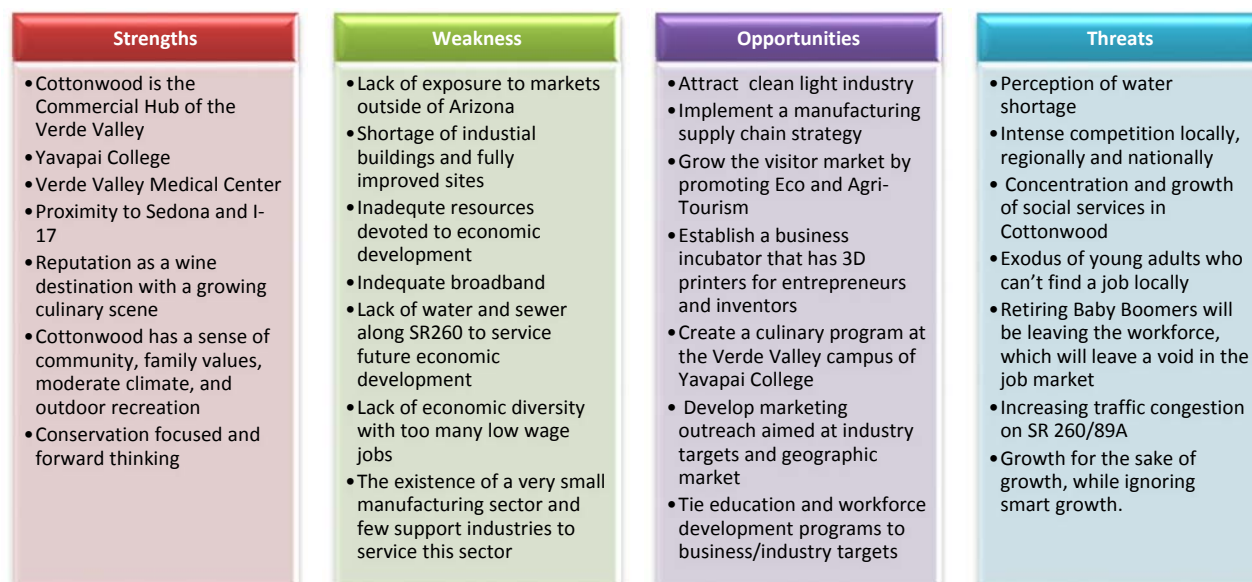 Strengths
•Cottonwood is the
Commercial Hub of the
Verde Valley
•Yavapai College
•Verde Valley Medical Center
•Proximity to Sedona and I-
17
•Reputation as a wine
destination with a growing
culinary scene
•Cottonwood has a sense of
community, family values,
moderate climate, and
outdoor recreation
•Conservation focused and
forward thinking
Weakness
•Lack of exposure to markets
outside of Arizona
•Shortage of industial
buildings and fully
improved sites
•Inadequte resources
devoted to economic
development
•Indequate broadband
•Lack of water and sewer
along SR260 to service
future economic
development
•Lack of economic diversity
with too many low wage
jobs
•The existence of a very small
manufacturing sector and
few support industries to
service this sector
Opportunities
•Attract clean light industry
•Implement a manufacturing
supply chain strategy
•Grow the visitor market by
promoting Eco and Agri-
Tourism
•Establish a business
incubator that has 3D
printers for entrepreneurs
and inventors
•Create a culinary program at
the Verde Valley campus of
Yavapai College
• Develop marketing
outreach aimed at industry
targets and geographic
market
•Tie education and workforce
development programs to
business/industry targets
Threats
•Perception of water
shortage
•Intense competition locally,
regionally and nationally
• Concentration and growth
of social services in
Cottonwood
•Exodus of young adults who
can't find a job locally
•Retiring Baby Boomers will
be leaving the workforce,
which will leave a void in the
job market
•Increasing traffic congestion
on SR 260/89A
•Growth for the sake of
growth, while ignoring
smart growth.